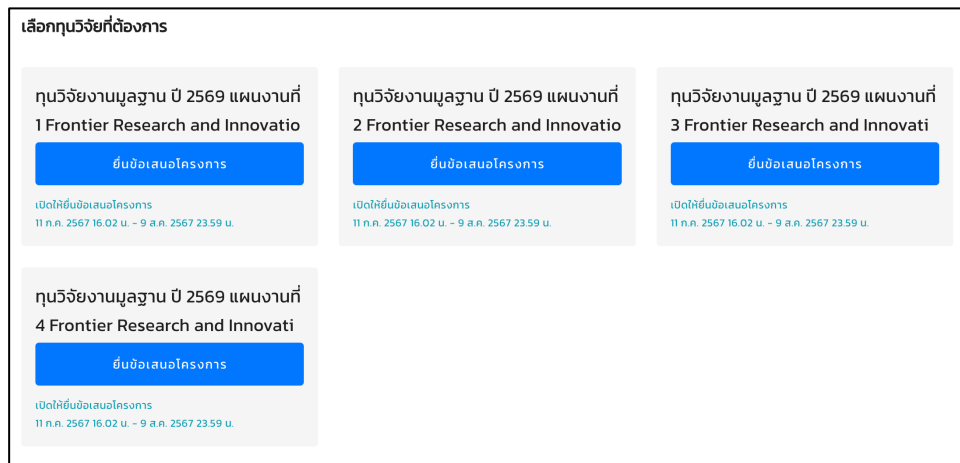 เลือกทุนวิจัยที่ต้องการ
ทุนวิจัยงานมูลฐาน ปี 2569 แผนงานที่
1 Frontier Research and Innovatio
ยื่นข้อเสนอโครงการ
เปิดให้ยื่นข้อเสนอโครงการ
11 ก.ค. 2567 16.02 น. - 9 ส.ค. 2567 23.59 น.
ทุนวิจัยงานมูลฐาน ปี 2569 แผนงานที่
2 Frontier Research and Innovatio
ยื่นข้อเสนอโครงการ
เปิดให้ยื่นข้อเสนอโครงการ
11 ก.ค. 2567 16.02 น. - 9 ส.ค. 2567 23.59 น.
ทุนวิจัยงานมูลฐาน ปี 2569 แผนงานที่
3 Frontier Research and Innovati
ยื่นข้อเสนอโครงการ
เปิดให้ยื่นข้อเสนอโครงการ
11 ก.ค. 2567 16.02 น. - 9 ส.ค. 2567 23.59 น.
ทุนวิจัยงานมูลฐาน ปี 2569 แผนงานที่
4 Frontier Research and Innovati
ยื่นข้อเสนอโครงการ
เปิดให้ยื่นข้อเสนอโครงการ
11 ก.ค. 2567 16.02 น. - 9 ส.ค. 2567 23.59 น.